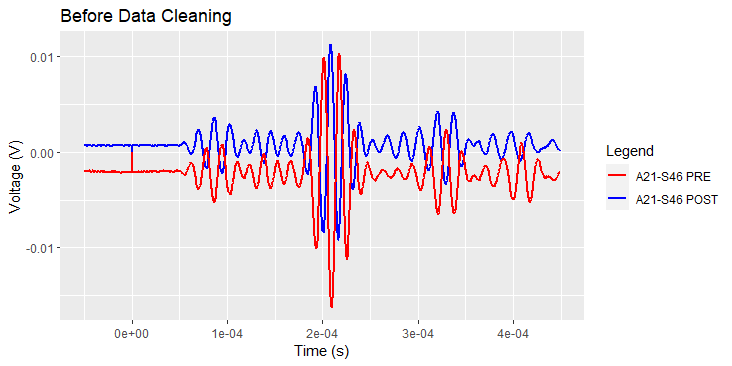 Before Data Cleaning
0.01
0.00
-0.01
Voltage (V)
0e+00 1e-04 2e-04 3e-04 4e-04
Time (s)
Legend
A21-S46 PRE
A21-S46 POST